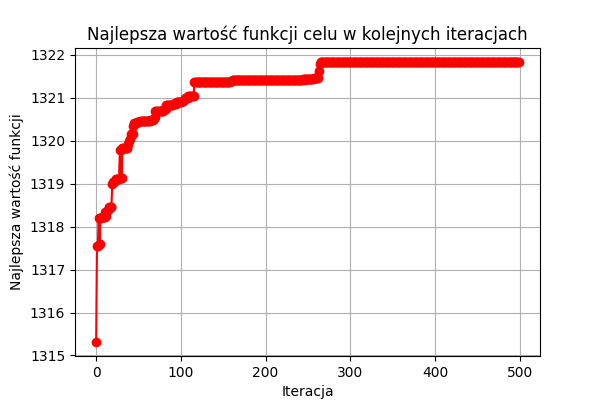 Najlepsza wartość funkcji celu w kolejnych iteracjach
Najlepsza wartość funkcji
1322
1321
1320
1319
1318
1317
1316
1315
0 100 200 300 400 500
Iteracja